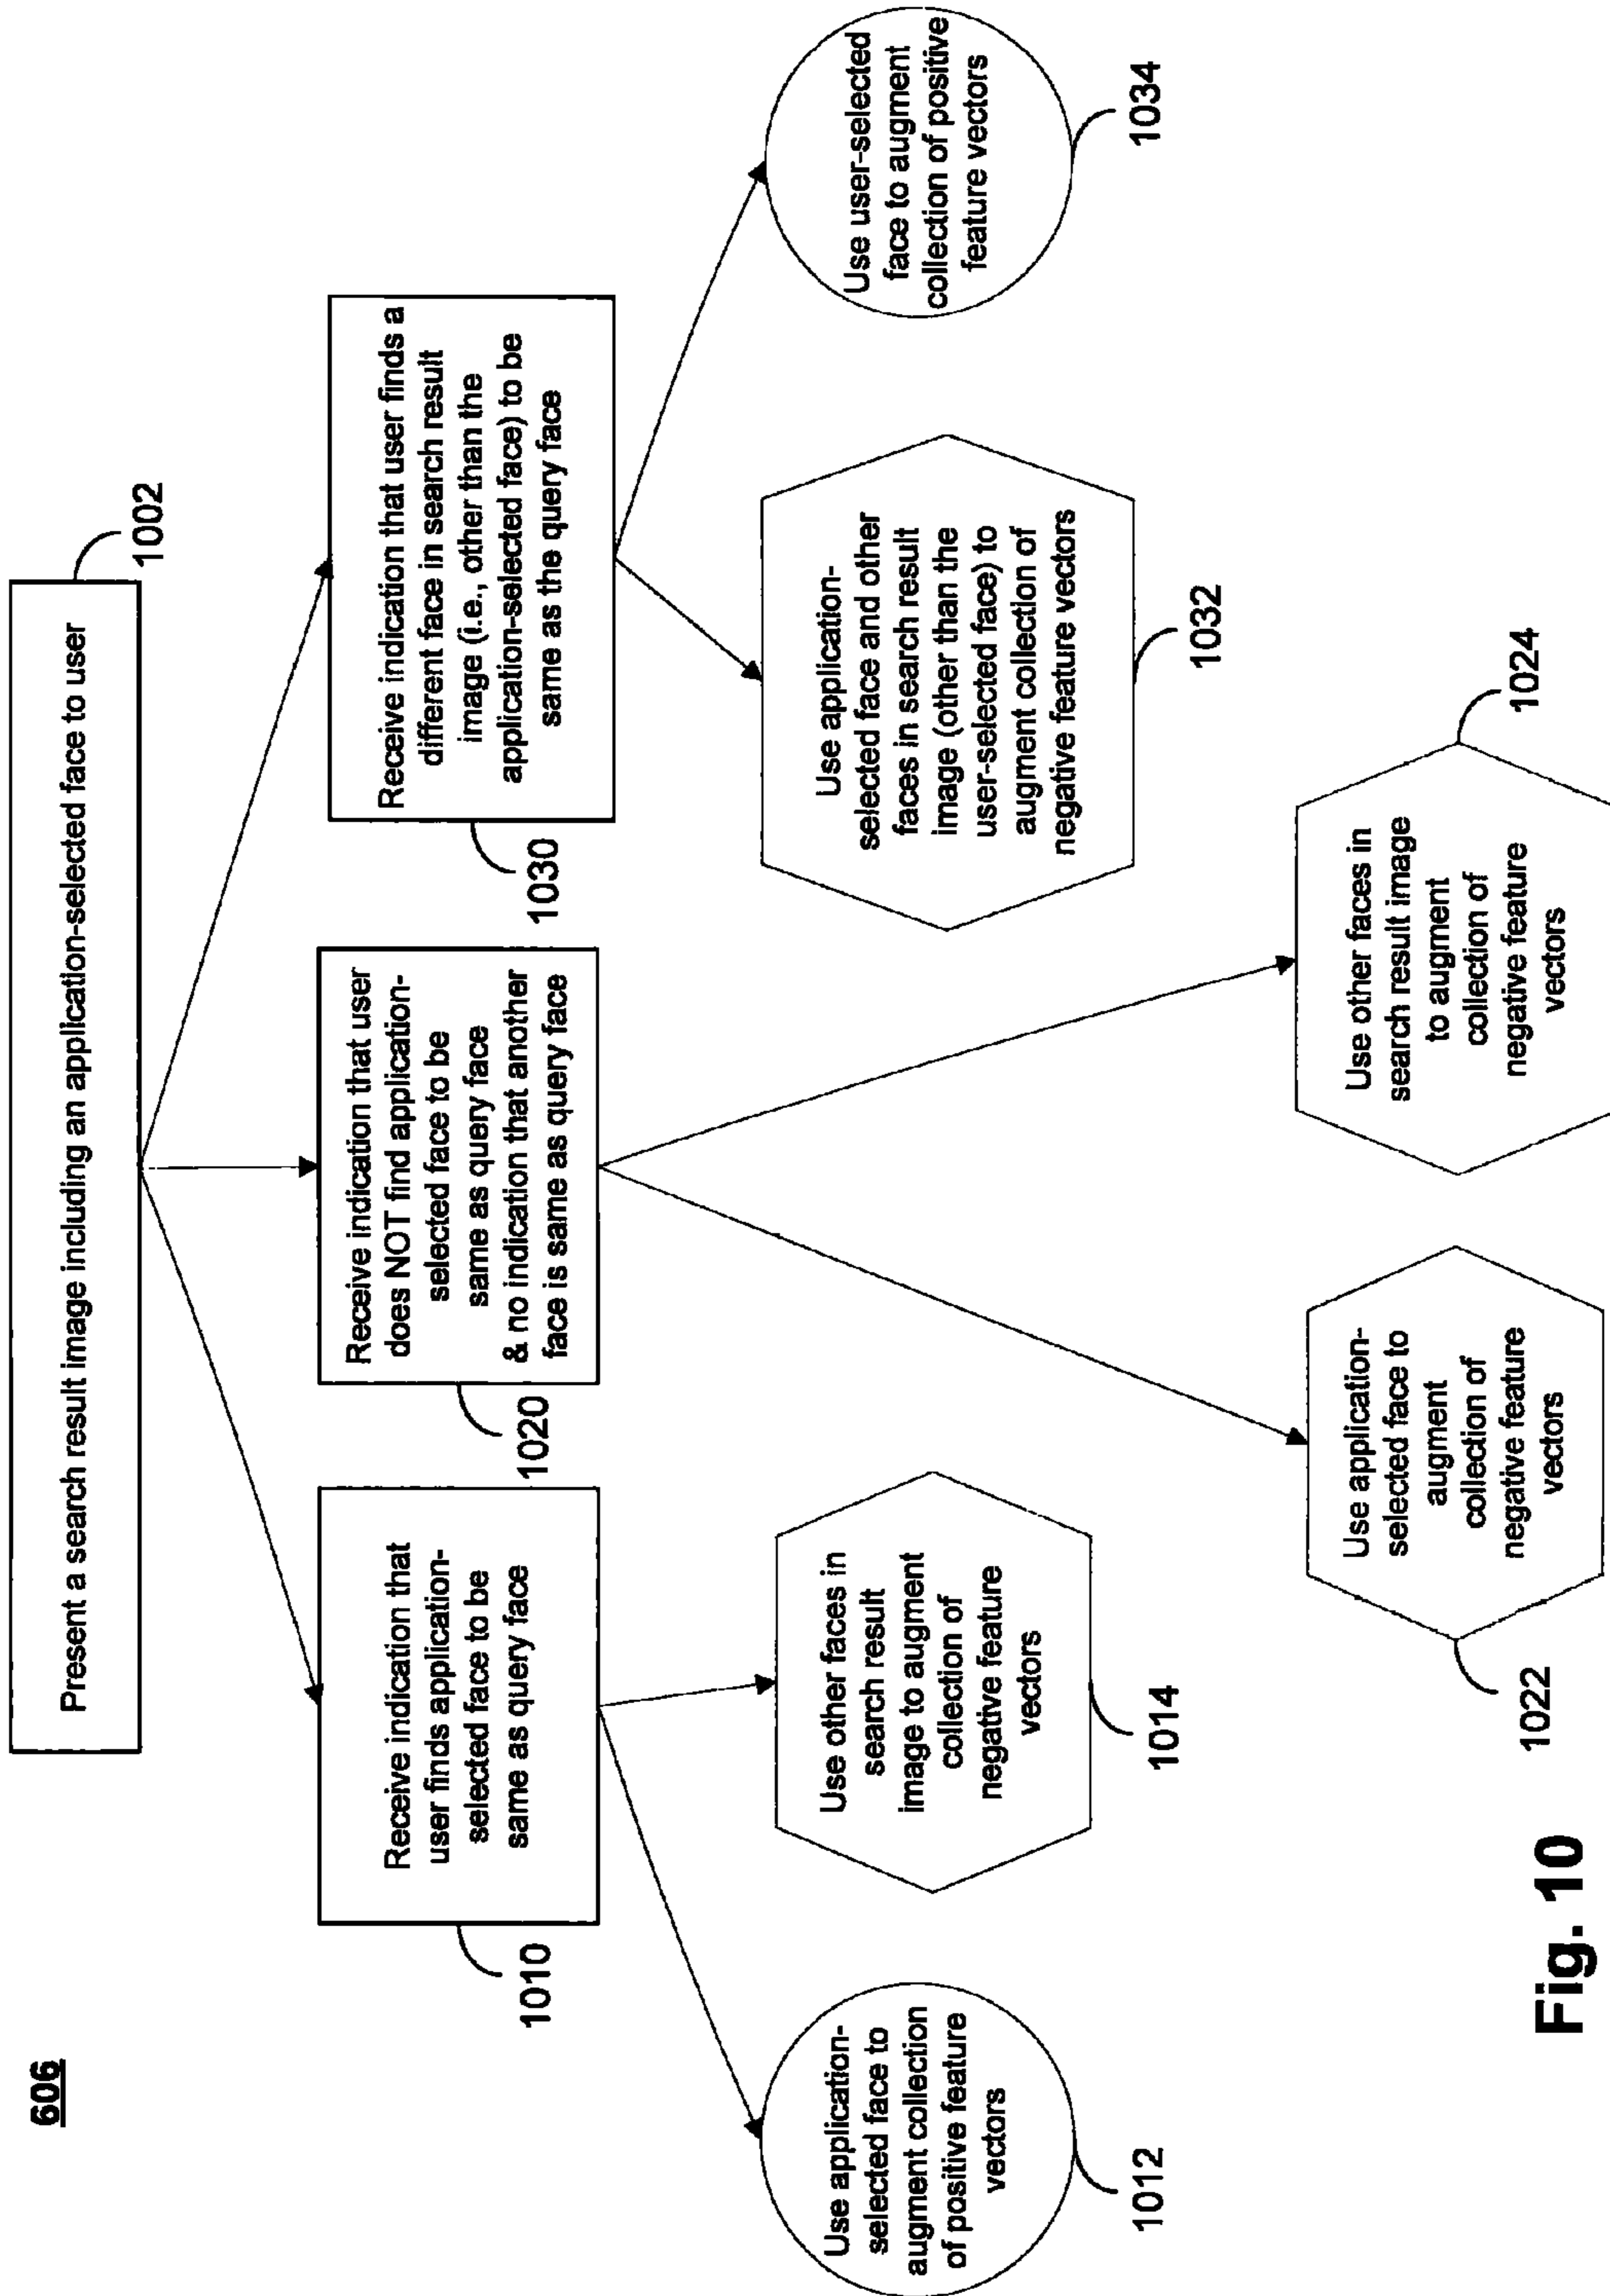 606
Present a search result image including an application-selected face to user
1002
Receive indication that
user finds application-
selected face to be
same as query face
1010
Receive indication that user
does NOT find application-
selected face to be
same as query face
& no indication that another
face is same as query face
1020
Receive indication that user finds a
different face in search result
image (i.e., other than the
application-selected face) to be
same as the query face
1030
Use application-
selected face to
augment collection
of positive feature
vectors
1012
Use other faces in
search result
image to augment
collection of
negative feature
vectors
1014
Use application-
selected face and other
faces in search result
image (other than the
user-selected face) to
augment collection of
negative feature vectors
1032
Use user-selected
face to augment
collection of positive
feature vectors
1034
Use application-
selected face to
augment
collection of
negative feature
vectors
1022
Use other faces in
search result image
to augment
collection of
negative feature
vectors
1024
Fig. 10